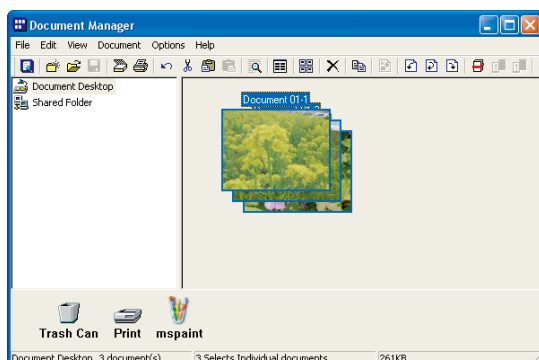 Document Manager
File Edit View Document Options Help
Document Desktop
Shared Folder
Document 01-1
Trash Can Print mspaint
Document Desktop 3 document(s) 3 Selects Individual documents 261KB